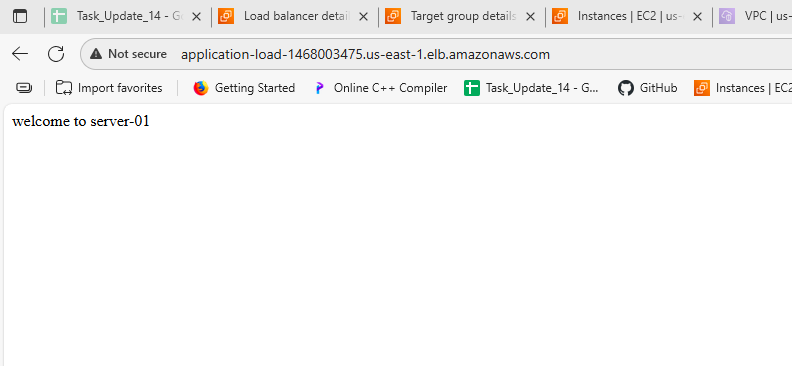 Task_Update_14 - G
Load balancer detail
Target group details
Instances | EC2 | us-
VPC | us-
Not secure application-load-1468003475.us-east-1.elb.amazonaws.com
Import favorites Getting Started Online C++ Compiler Task_Update_14 - G... GitHub Instances | EC2
welcome to server-01